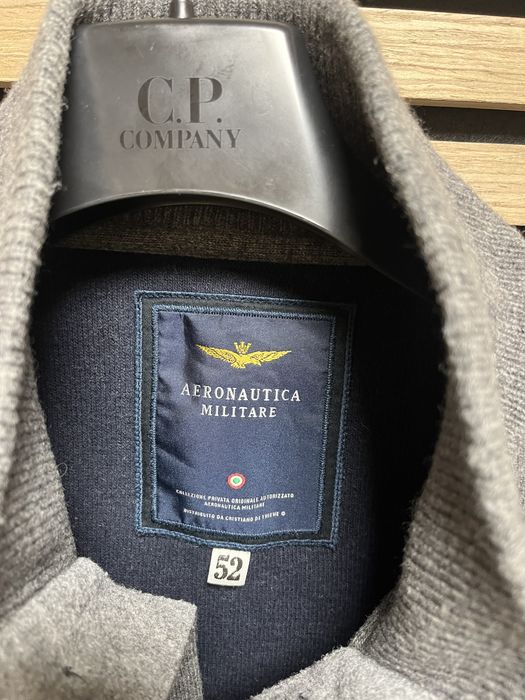 C.P.
COMPANY
AERONAUTICA
MILITARE
COLLEZIONE PRIVATA ORIGINALE AUTORIZZATO
AERONAUTICA MILITARE
DISTRIBUITO DA CRISTIANO DI THIENE ®
52